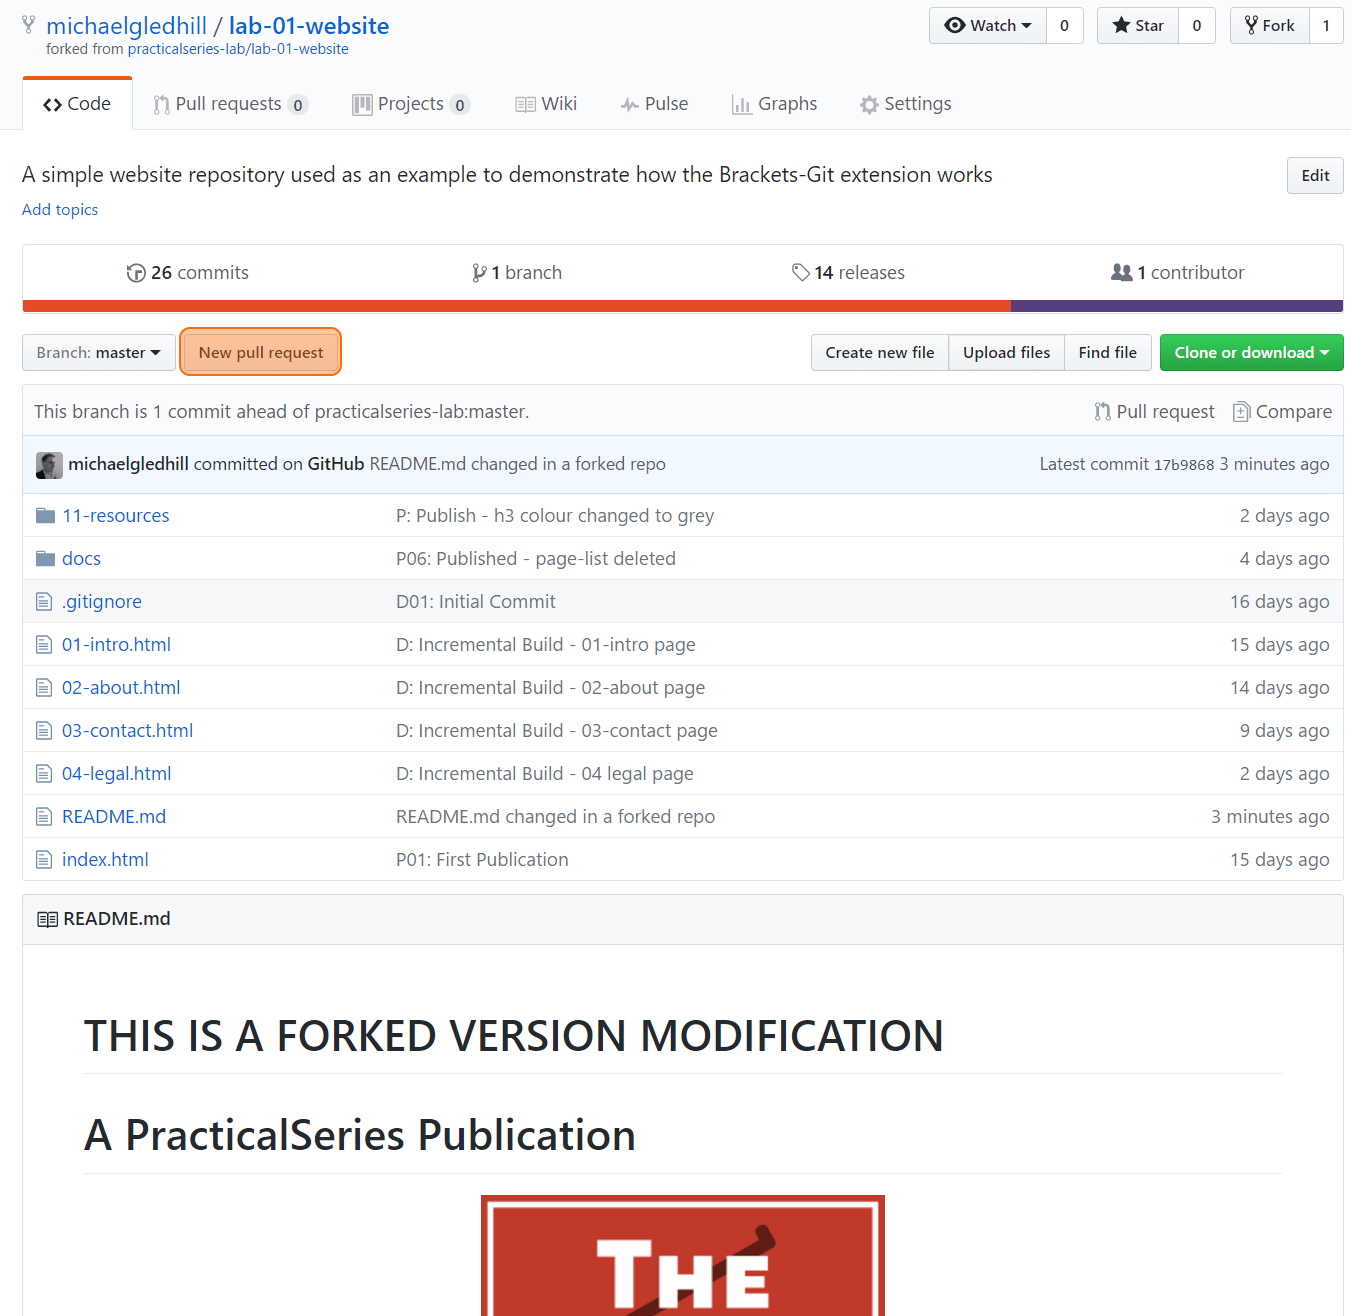 michaelgledhill / lab-01-website
Watch 0 Star 0 Fork 1
forked from practicalseries-lab/lab-01-website
Code Pull requests 0 Projects 0 Wiki Pulse Graphs Settings
A simple website repository used as an example to demonstrate how the Brackets-Git extension works
Edit
Add topics
26 commits 1 branch 14 releases 1 contributor
Branch: master New pull request Create new file Upload files Find file Clone or download
This branch is 1 commit ahead of practicalseries-lab:master. Pull request Compare
michaelgledhill committed on GitHub README.md changed in a forked repo Latest commit 17b9868 3 minutes ago
11-resources P: Publish - h3 colour changed to grey 2 days ago
docs P06: Published - page-list deleted 4 days ago
.gitignore D01: Initial Commit 16 days ago
01-intro.html D: Incremental Build - 01-intro page 15 days ago
02-about.html D: Incremental Build - 02-about page 14 days ago
03-contact.html D: Incremental Build - 03-contact page 9 days ago
04-legal.html D: Incremental Build - 04 legal page 2 days ago
README.md README.md changed in a forked repo 3 minutes ago
index.html P01: First Publication 15 days ago
README.md
THIS IS A FORKED VERSION MODIFICATION
A PracticalSeries Publication
THE